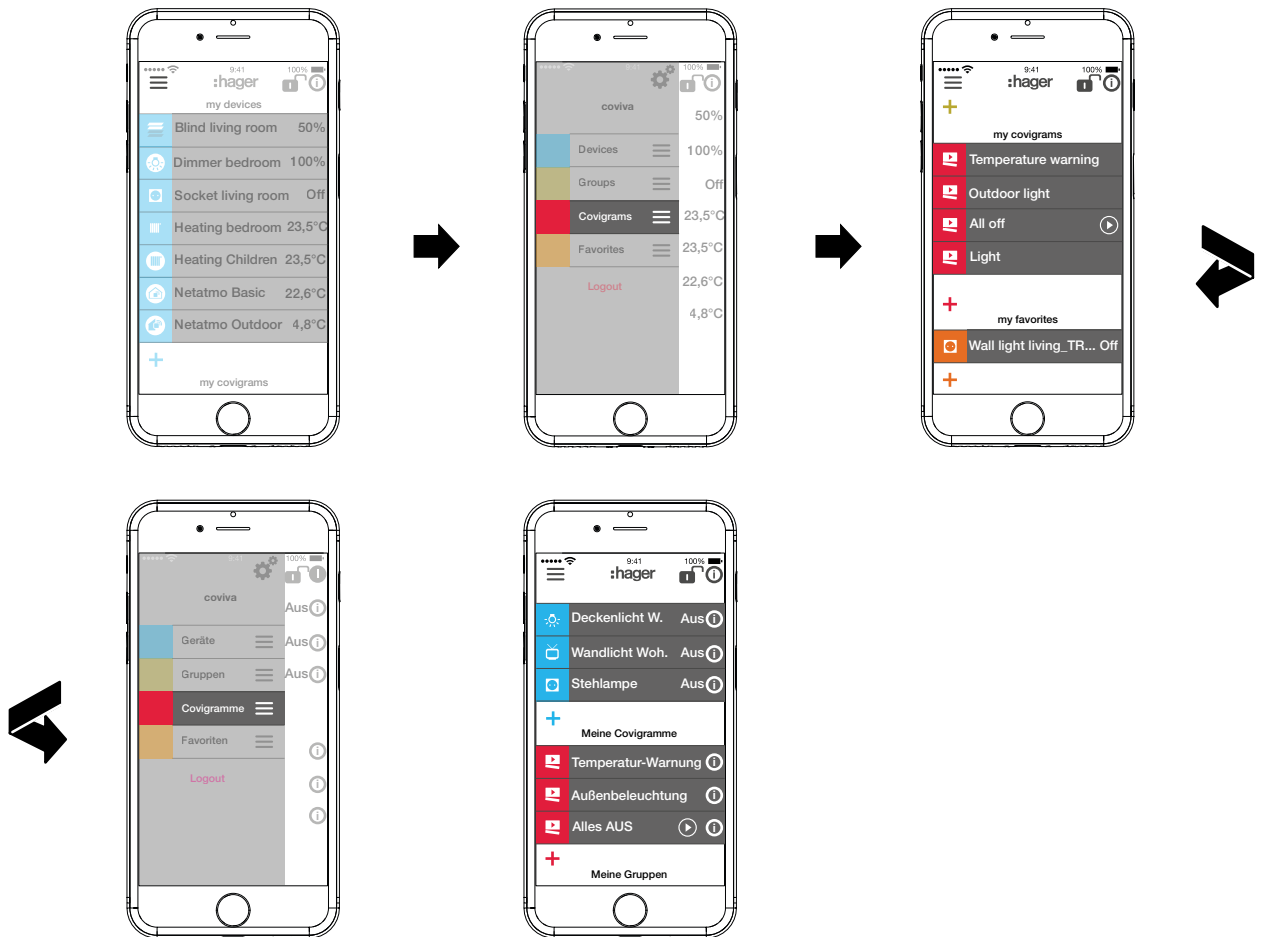 9:41 100%
:hager
my devices
Blind living room 50%
Dimmer bedroom 100%
Socket living room Off
Heating bedroom 23,5°C
Heating Children 23,5°C
Netatmo Basic 22,6°C
Netatmo Outdoor 4,8°C
+
my covigrams
9:41 100%
coviva
50%
Devices 100%
Groups Off
Covigrams 23,5°C
Favorites 23,5°C
Logout 22,6°C
4,8°C
9:41 100%
:hager
+
my covigrams
Temperature warning
Outdoor light
All off
Light
+
my favorites
Wall light living_TR... Off
+
9:41 100%
coviva
Aus
Geräte Aus
Gruppen Aus
Covigramme
Favoriten
Logout
9:41 100%
:hager
Deckenlicht W. Aus
Wandlicht Woh. Aus
Stehlampe Aus
+
Meine Covigramme
Temperatur-Warnung
Außenbeleuchtung
Alles AUS
+
Meine Gruppen